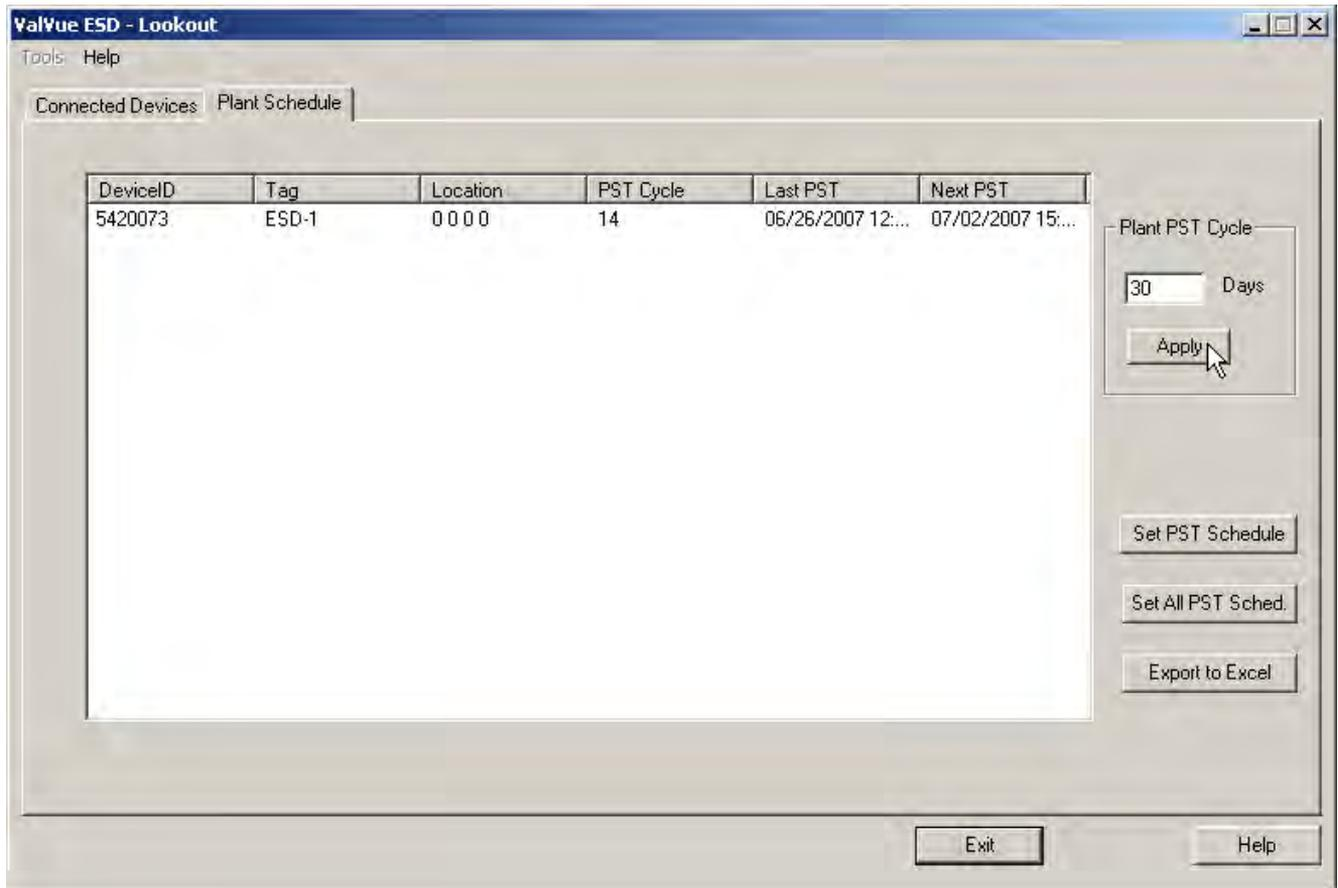 ValVue ESD - Lookout
Tools Help
Connected Devices Plant Schedule
DeviceID Tag Location PST Cycle Last PST Next PST
5420073 ESD-1 0 0 0 0 14 06/26/2007 12:... 07/02/2007 15:...
Plant PST Cycle
30 Days
Apply
Set PST Schedule
Set All PST Sched.
Export to Excel
Exit Help